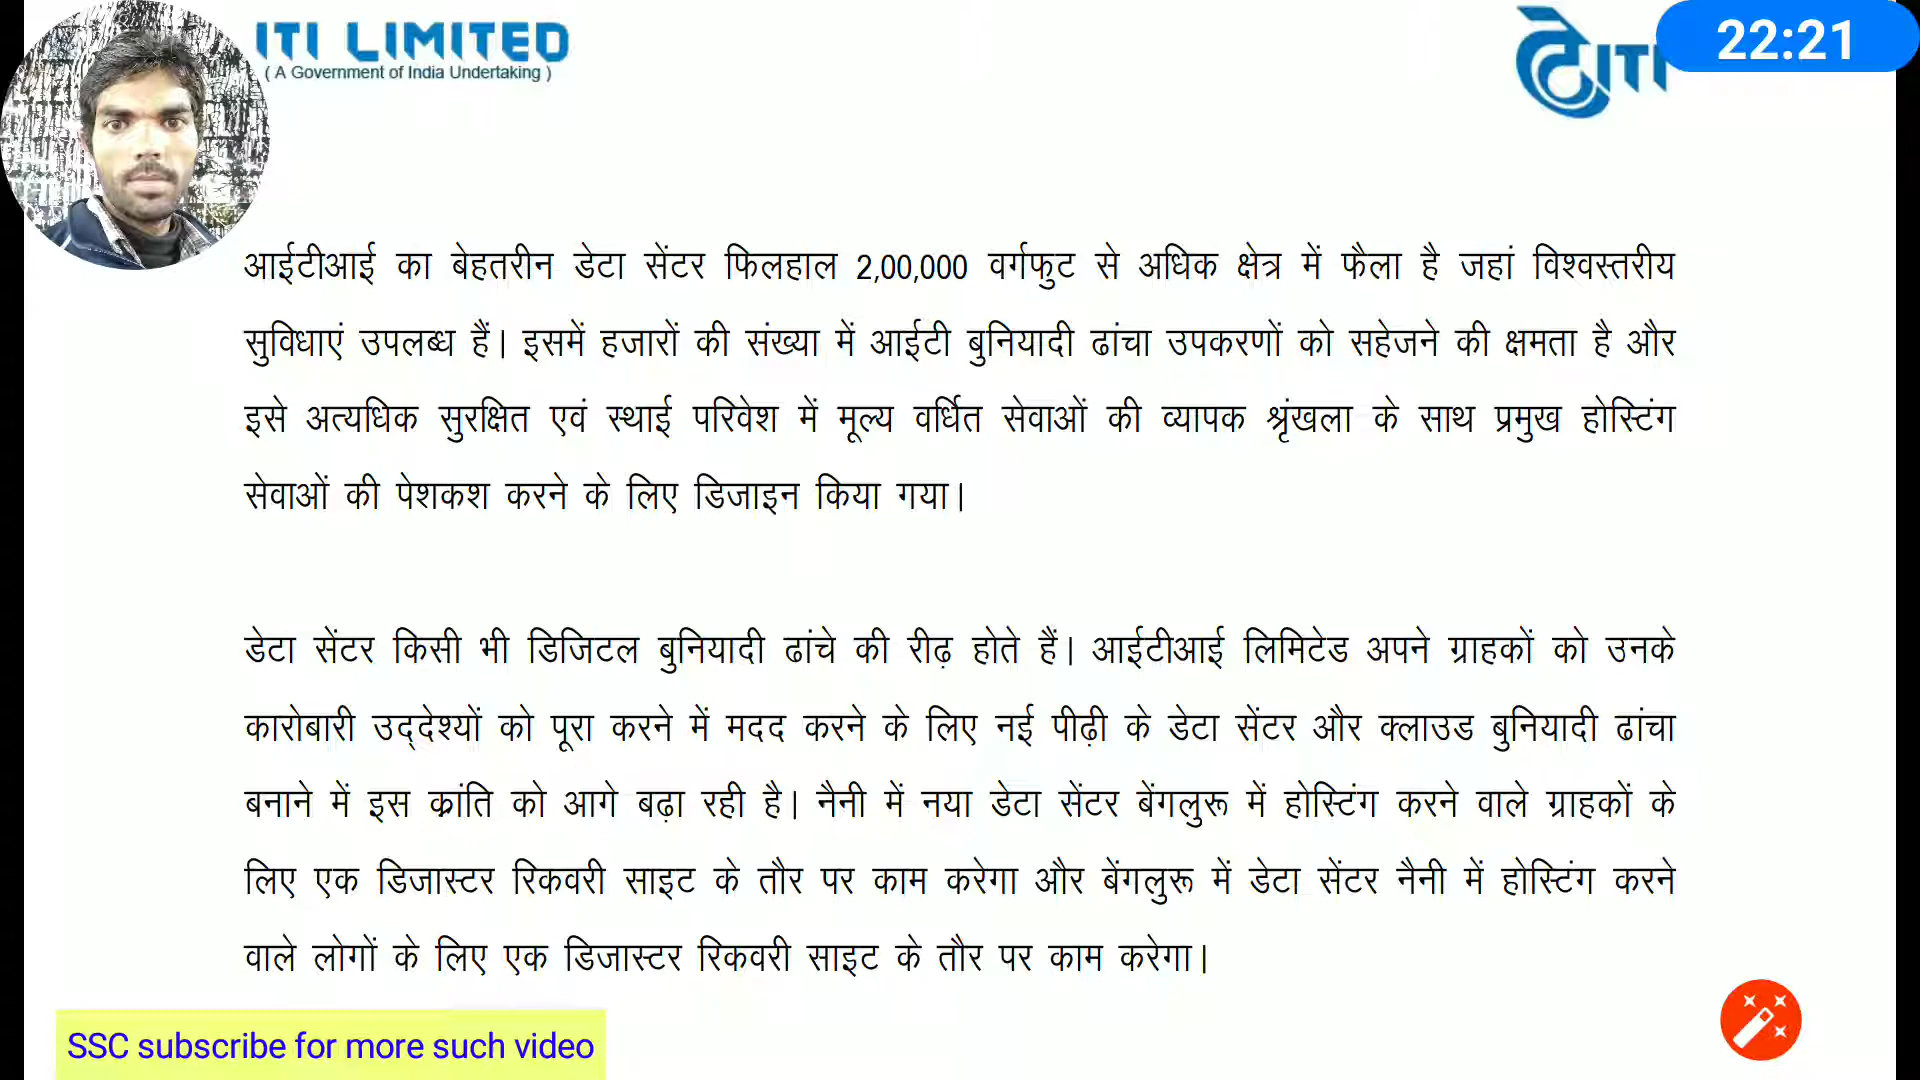 ITI LIMITED
( A Government of India Undertaking )
ITI
22:21
आईटीआई का बेहतरीन डेटा सेंटर फिलहाल 2,00,000 वर्गफुट से अधिक क्षेत्र में फैला है जहां विश्वस्तरीय
सुविधाएं उपलब्ध हैं। इसमें हजारों की संख्या में आईटी बुनियादी ढांचा उपकरणों को सहेजने की क्षमता है और
इसे अत्यधिक सुरक्षित एवं स्थाई परिवेश में मूल्य वर्धित सेवाओं की व्यापक श्रृंखला के साथ प्रमुख होस्टिंग
सेवाओं की पेशकश करने के लिए डिजाइन किया गया।
डेटा सेंटर किसी भी डिजिटल बुनियादी ढांचे की रीढ़ होते हैं। आईटीआई लिमिटेड अपने ग्राहकों को उनके
कारोबारी उद्देश्यों को पूरा करने में मदद करने के लिए नई पीढ़ी के डेटा सेंटर और क्लाउड बुनियादी ढांचा
बनाने में इस क्रांति को आगे बढ़ा रही है। नैनी में नया डेटा सेंटर बेंगलुरू में होस्टिंग करने वाले ग्राहकों के
लिए एक डिजास्टर रिकवरी साइट के तौर पर काम करेगा और बेंगलुरू में डेटा सेंटर नैनी में होस्टिंग करने
वाले लोगों के लिए एक डिजास्टर रिकवरी साइट के तौर पर काम करेगा।
SSC subscribe for more such video